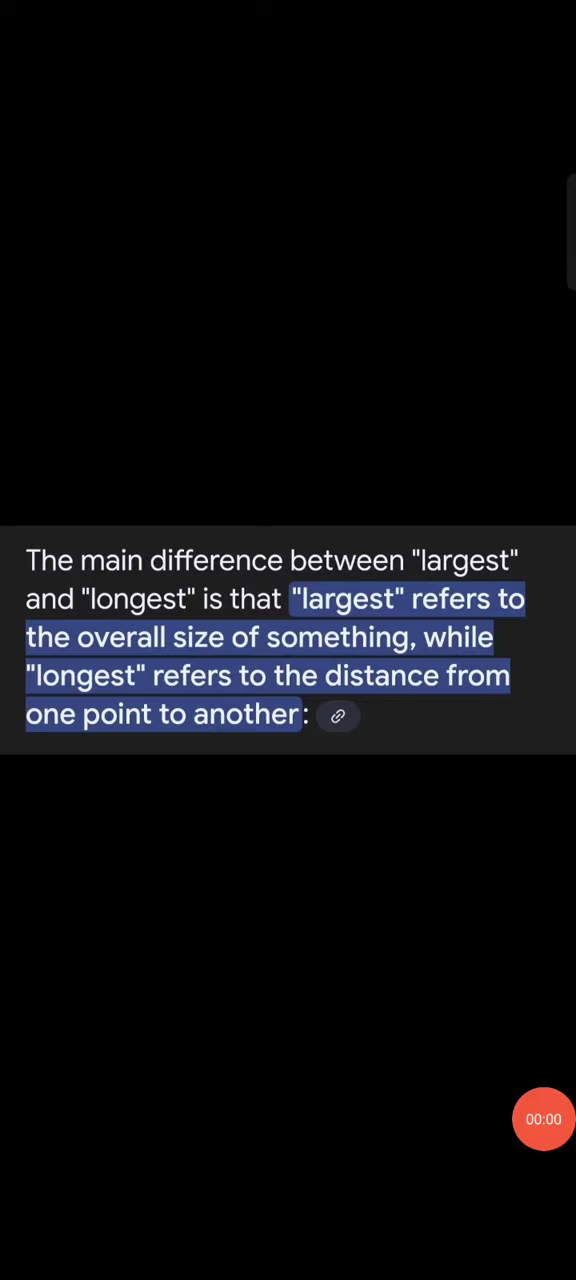 The main difference between "largest"
and "longest" is that "largest" refers to
the overall size of something, while
"longest" refers to the distance from
one point to another:
00:00